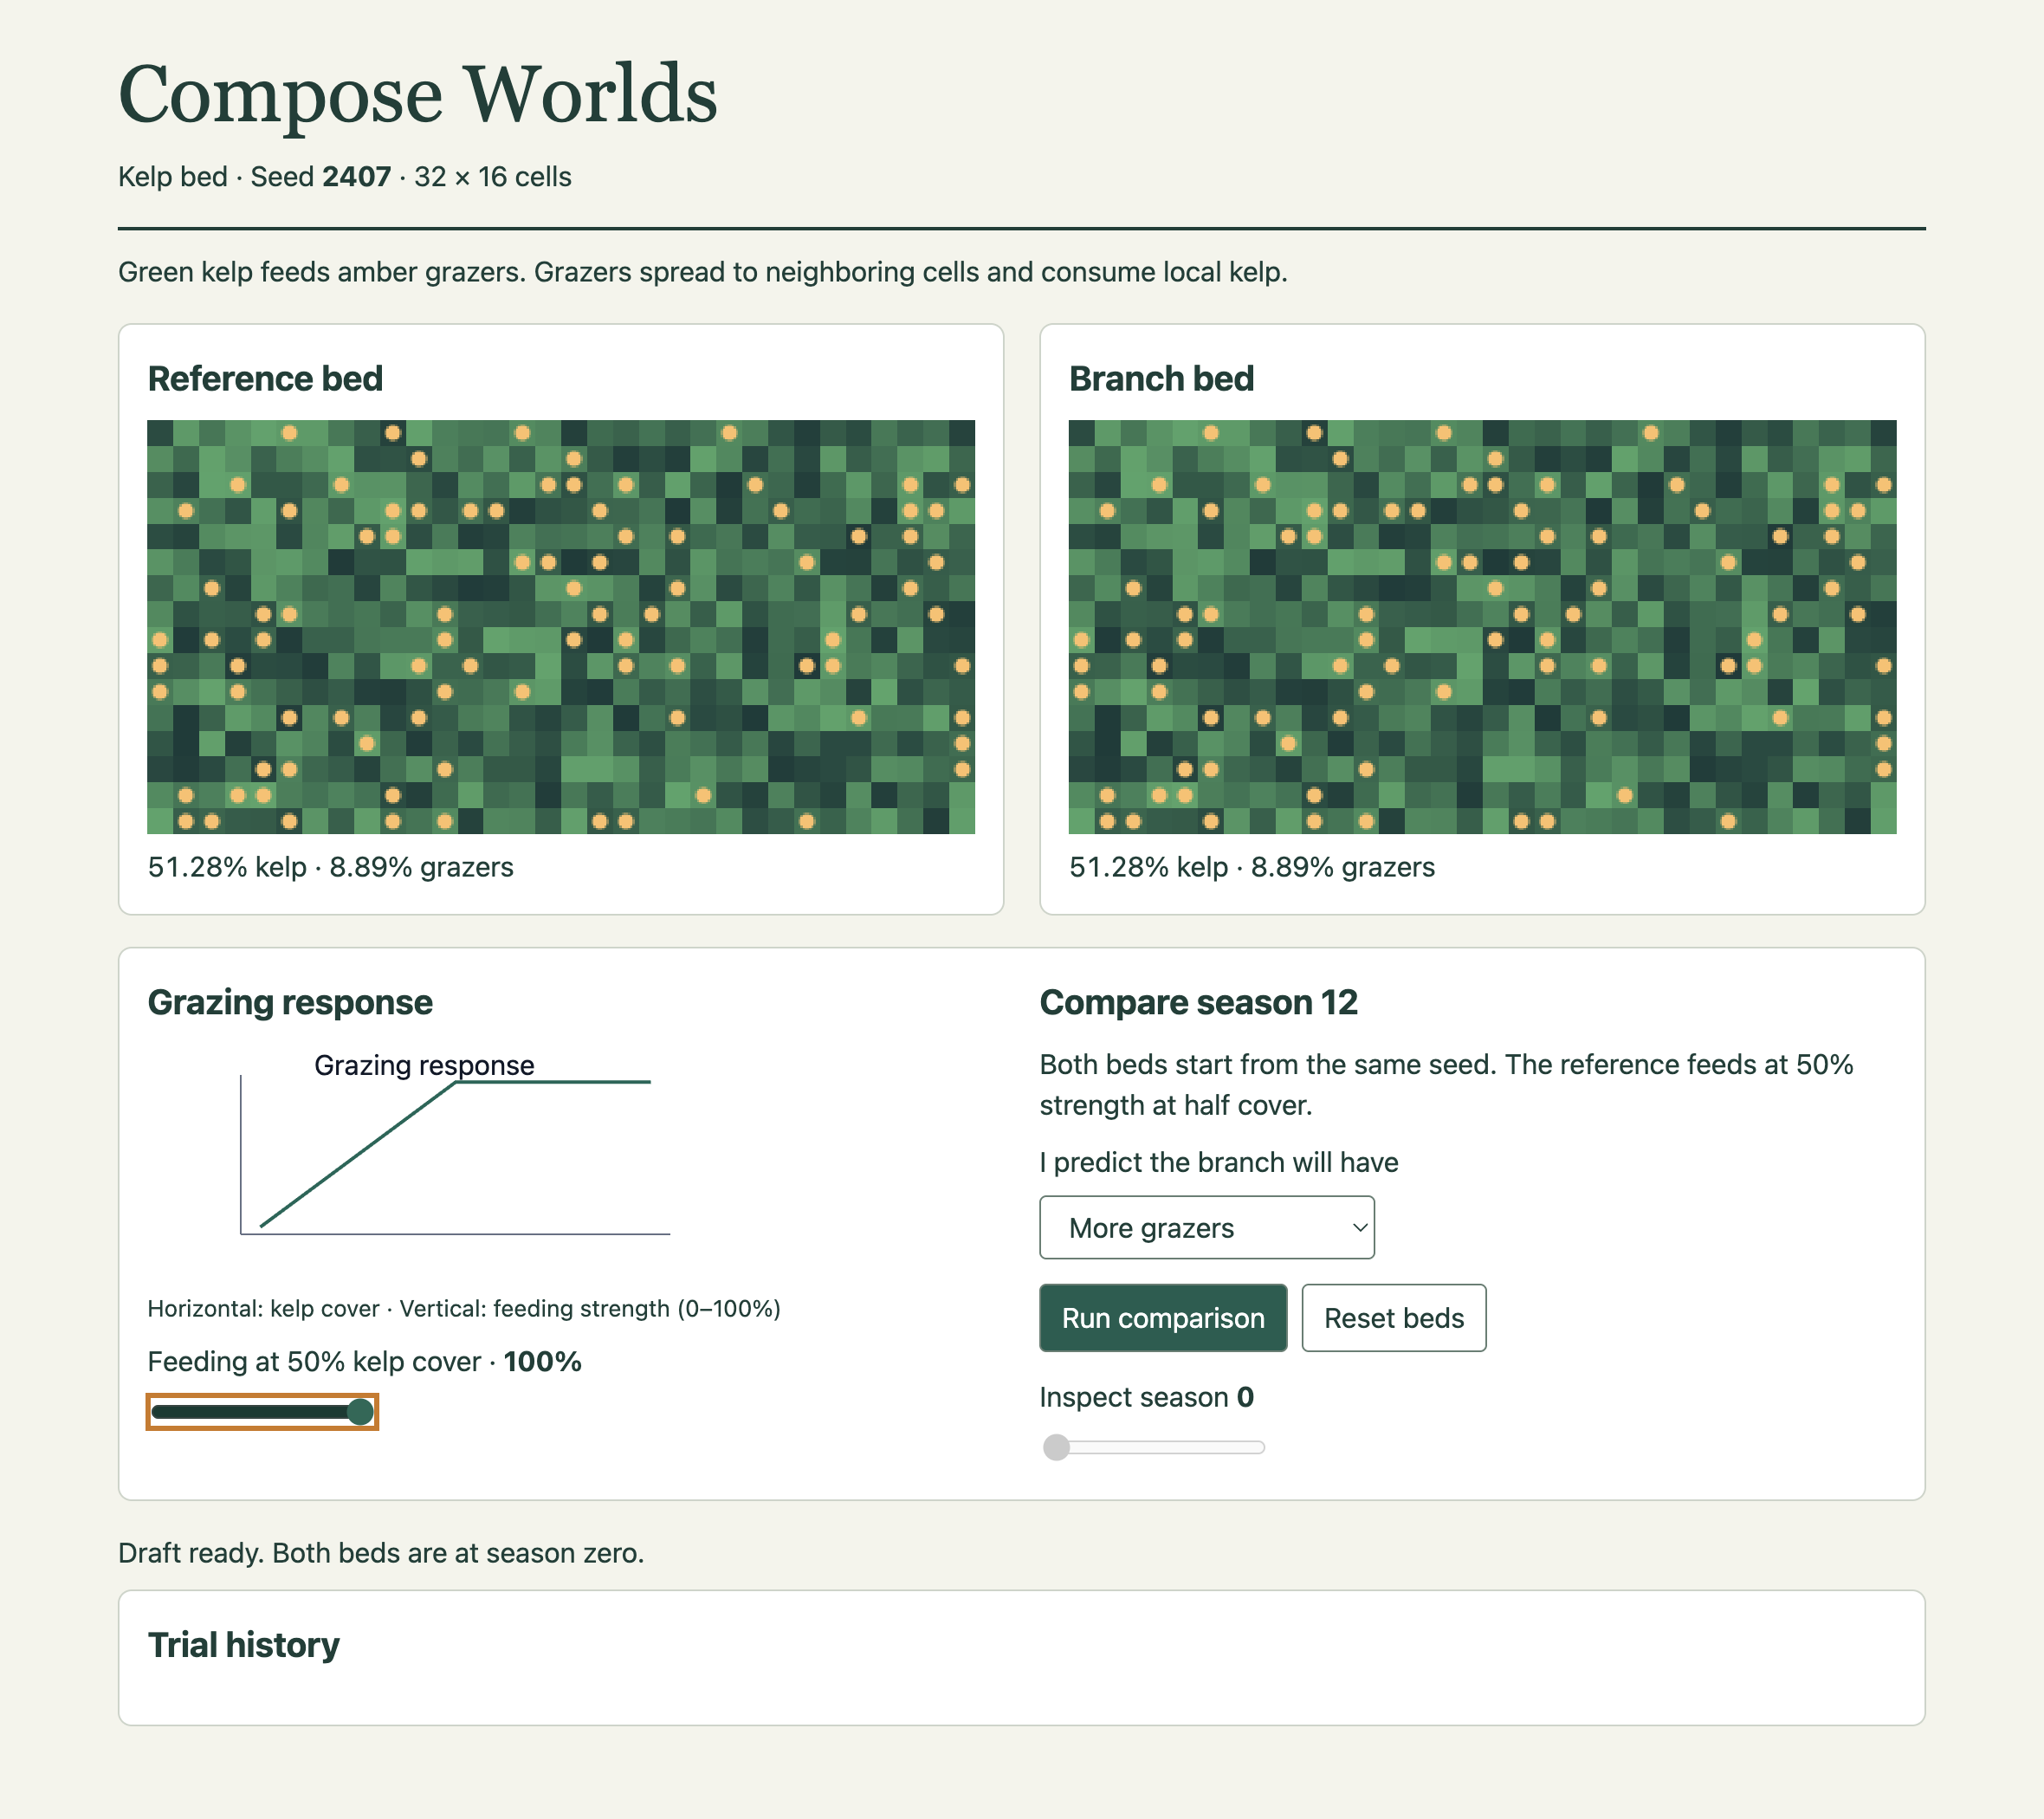 Compose Worlds
Kelp bed · Seed 2407 · 32 × 16 cells
Green kelp feeds amber grazers. Grazers spread to neighboring cells and consume local kelp.
Reference bed
51.28% kelp · 8.89% grazers
Branch bed
51.28% kelp · 8.89% grazers
Grazing response
Grazing response
Horizontal: kelp cover · Vertical: feeding strength (0–100%)
Feeding at 50% kelp cover · 100%
Compare season 12
Both beds start from the same seed. The reference feeds at 50%
strength at half cover.
I predict the branch will have
More grazers
Run comparison
Reset beds
Inspect season 0
Draft ready. Both beds are at season zero.
Trial history